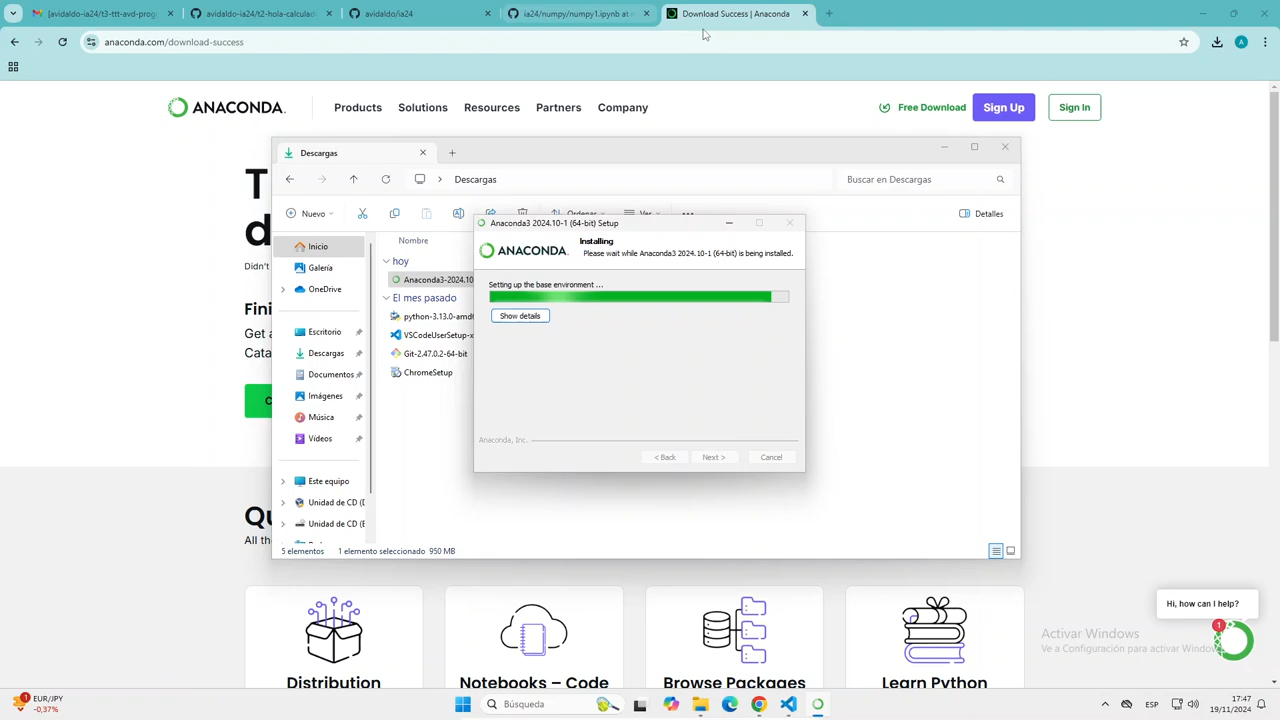 [avidaldo-ia24/t3-ttt-avd-progr
avidaldo-ia24/t2-hola-calculad
avidaldo/ia24
ia24/numpy/numpy1.ipynb at m
Download Success | Anaconda
anaconda.com/download-success
A
ANACONDA.
Products
Solutions
Resources
Partners
Company
Free Download
Sign Up
Sign In
T
d
Didn't
Fini
Get a
Cata
C
Descargas
Descargas
Buscar en Descargas
Nuevo
Ordenar
Ver
Detalles
Inicio
Galería
OneDrive
Escritorio
Descargas
Documentos
Imágenes
Música
Vídeos
Este equipo
Unidad de CD (D
Unidad de CD (E
Nombre
hoy
Anaconda3-2024.10
El mes pasado
python-3.13.0-amd6
VSCodeUserSetup-x
Git-2.47.0.2-64-bit
ChromeSetup
5 elementos
1 elemento seleccionado 950 MB
Anaconda3 2024.10-1 (64-bit) Setup
ANACONDA.
Installing
Please wait while Anaconda3 2024.10-1 (64-bit) is being installed.
Setting up the base environment ...
Show details
Anaconda, Inc.
< Back
Next >
Cancel
Qu
All the
Distribution
Notebooks – Code
Browse Packages
Learn Python
Hi, how can I help?
1
Activar Windows
Ve a Configuración para activar Windows
1
EUR/JPY
-0,37%
Búsqueda
ESP
17:47
19/11/2024